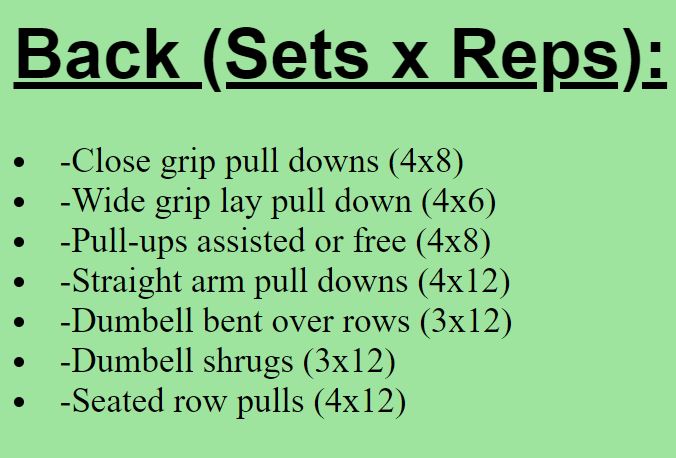 Back (Sets x Reps):
• -Close grip pull downs (4x8)
• -Wide grip lay pull down (4x6)
• -Pull-ups assisted or free (4x8)
• -Straight arm pull downs (4x12)
• -Dumbell bent over rows (3x12)
• -Dumbell shrugs (3x12)
• -Seated row pulls (4x12)